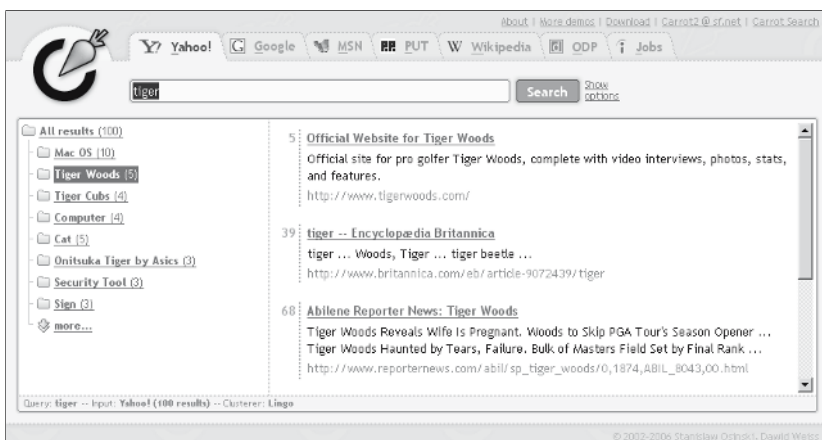 About | More demos | Download | Carrot2 @ sf.net | Carrot Search
Y? Yahoo! G Google MSN PUT W Wikipedia ODP Jobs
tiger Search Show options
All results (100)
Mac OS (10)
Tiger Woods (5)
Tiger Cubs (4)
Computer (4)
Cat (5)
Onitsuka Tiger by Asics (3)
Security Tool (3)
Sign (3)
more...
5 Official Website for Tiger Woods
Official site for pro golfer Tiger Woods, complete with video interviews, photos, stats,
and features.
http://www.tigerwoods.com/
39 tiger -- Encyclopædia Britannica
tiger ... Woods, Tiger ... tiger beetle ...
http://www.britannica.com/eb/article-9072439/tiger
68 Abilene Reporter News: Tiger Woods
Tiger Woods Reveals Wife Is Pregnant. Woods to Skip PGA Tour's Season Opener ...
Tiger Woods Haunted by Tears, Failure. Bulk of Masters Field Set by Final Rank ...
http://www.reporternews.com/abil/sp_tiger_woods/0,1874,ABIL_8043,00.html
Query: tiger -- Input: Yahoo! (100 results) -- Clusterer: Lingo
© 2002-2006 Stanislaw Osinski, Dawid Weiss